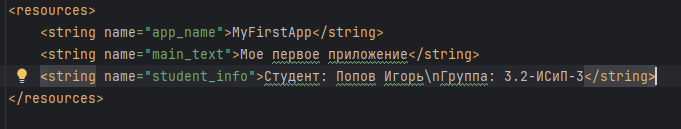 <resources>
<string name="app_name">MyFirstApp</string>
<string name="main_text">Мое первое приложение</string>
<string name="student_info">Студент: Попов Игорь\nГруппа: 3.2-ИСиП-3</string>
</resources>